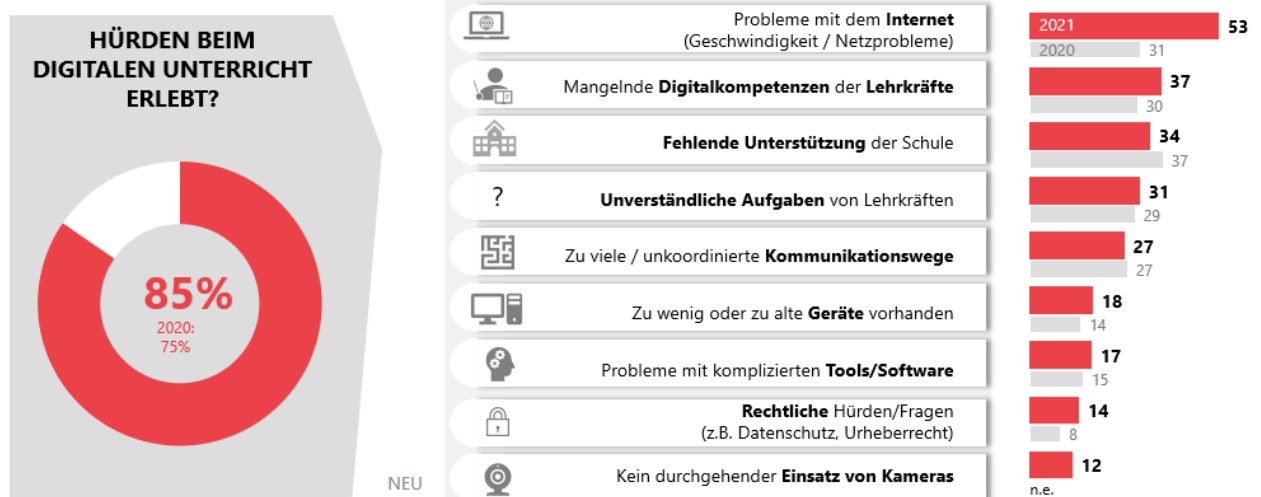 HÜRDEN BEIM
DIGITALEN UNTERRICHT
ERLEBT?
85%
2020:
75%
NEU
Probleme mit dem Internet
(Geschwindigkeit / Netzprobleme)
2021
53
2020
31
Mangelnde Digitalkompetenzen der Lehrkräfte
37
30
Fehlende Unterstützung der Schule
34
37
?
Unverständliche Aufgaben von Lehrkräften
31
29
Zu viele / unkoordinierte Kommunikationswege
27
27
Zu wenig oder zu alte Geräte vorhanden
18
14
Probleme mit komplizierten Tools/Software
17
15
Rechtliche Hürden/Fragen
(z.B. Datenschutz, Urheberrecht)
14
8
Kein durchgehender Einsatz von Kameras
12
n.e.